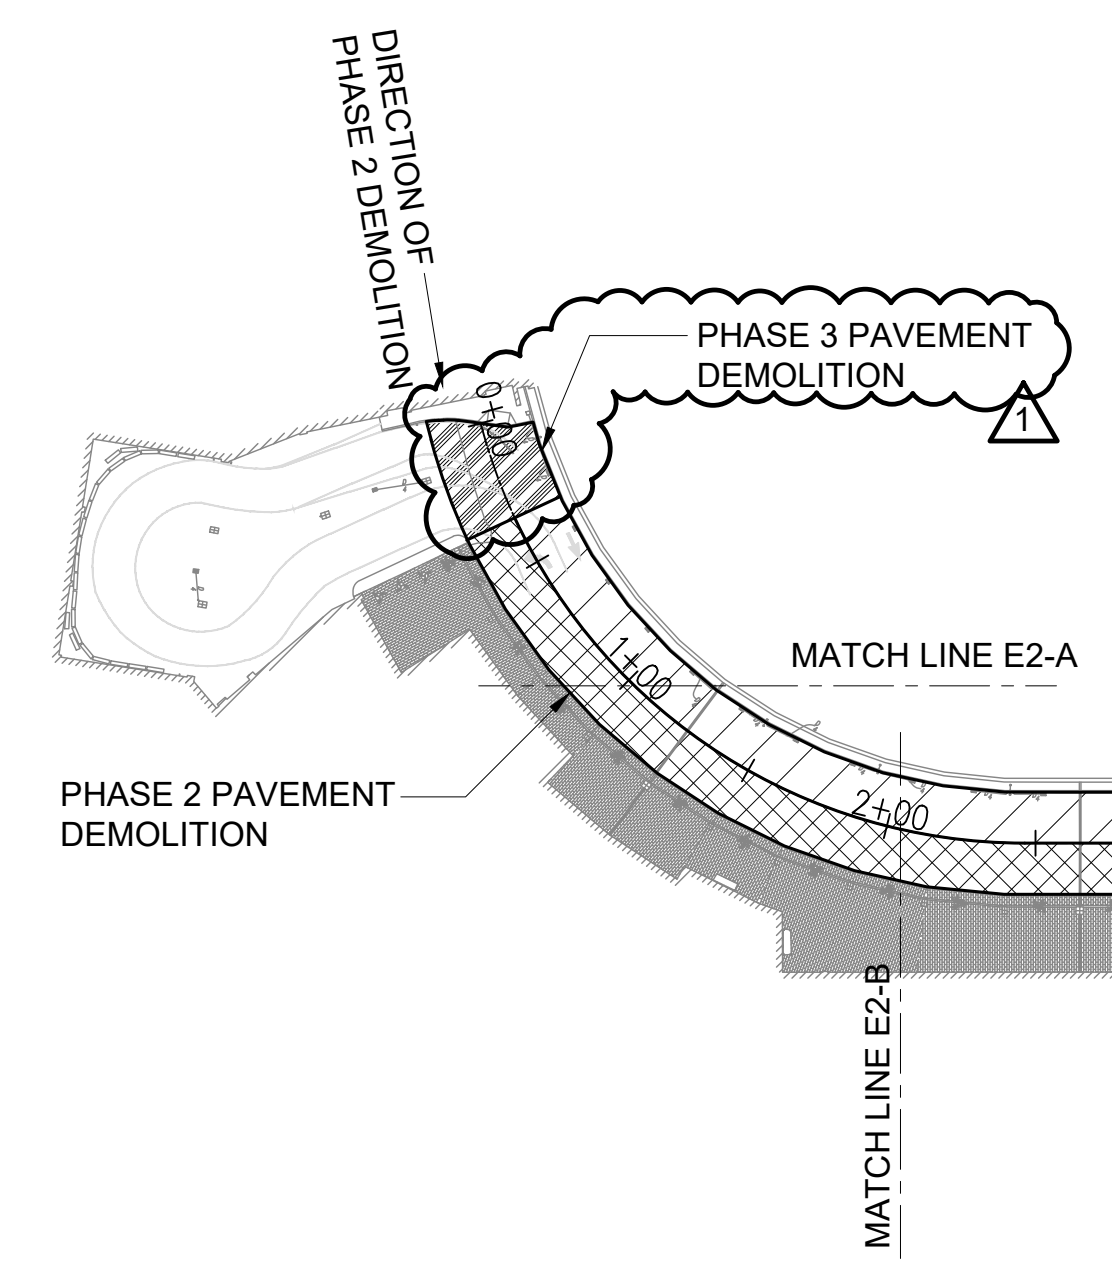 DIRECTION OF
PHASE 2 DEMOLITION
PHASE 3 PAVEMENT
DEMOLITION
1
0+00
1+00
MATCH LINE E2-A
PHASE 2 PAVEMENT
DEMOLITION
2+00
MATCH LINE E2-B